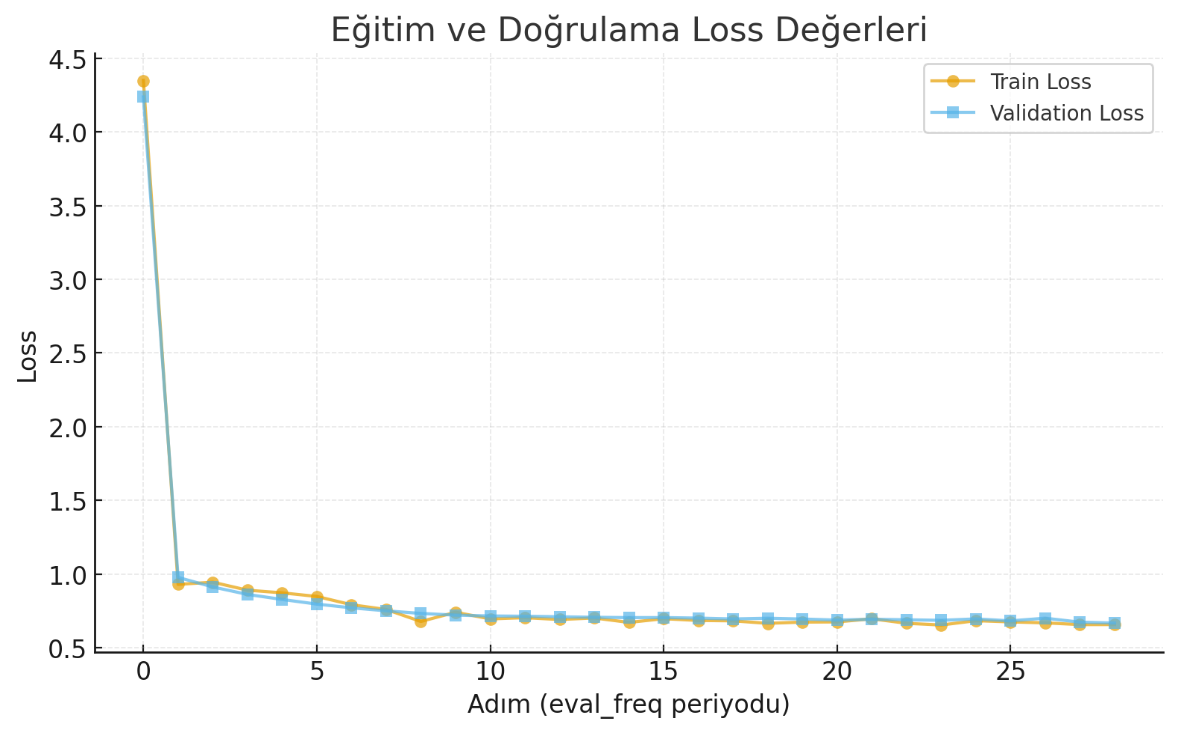 Eğitim ve Doğrulama Loss Değerleri
Train Loss
Validation Loss
4.5
4.0
3.5
3.0
2.5
2.0
1.5
1.0
0.5
Loss
0 5 10 15 20 25
Adım (eval_freq periyodu)